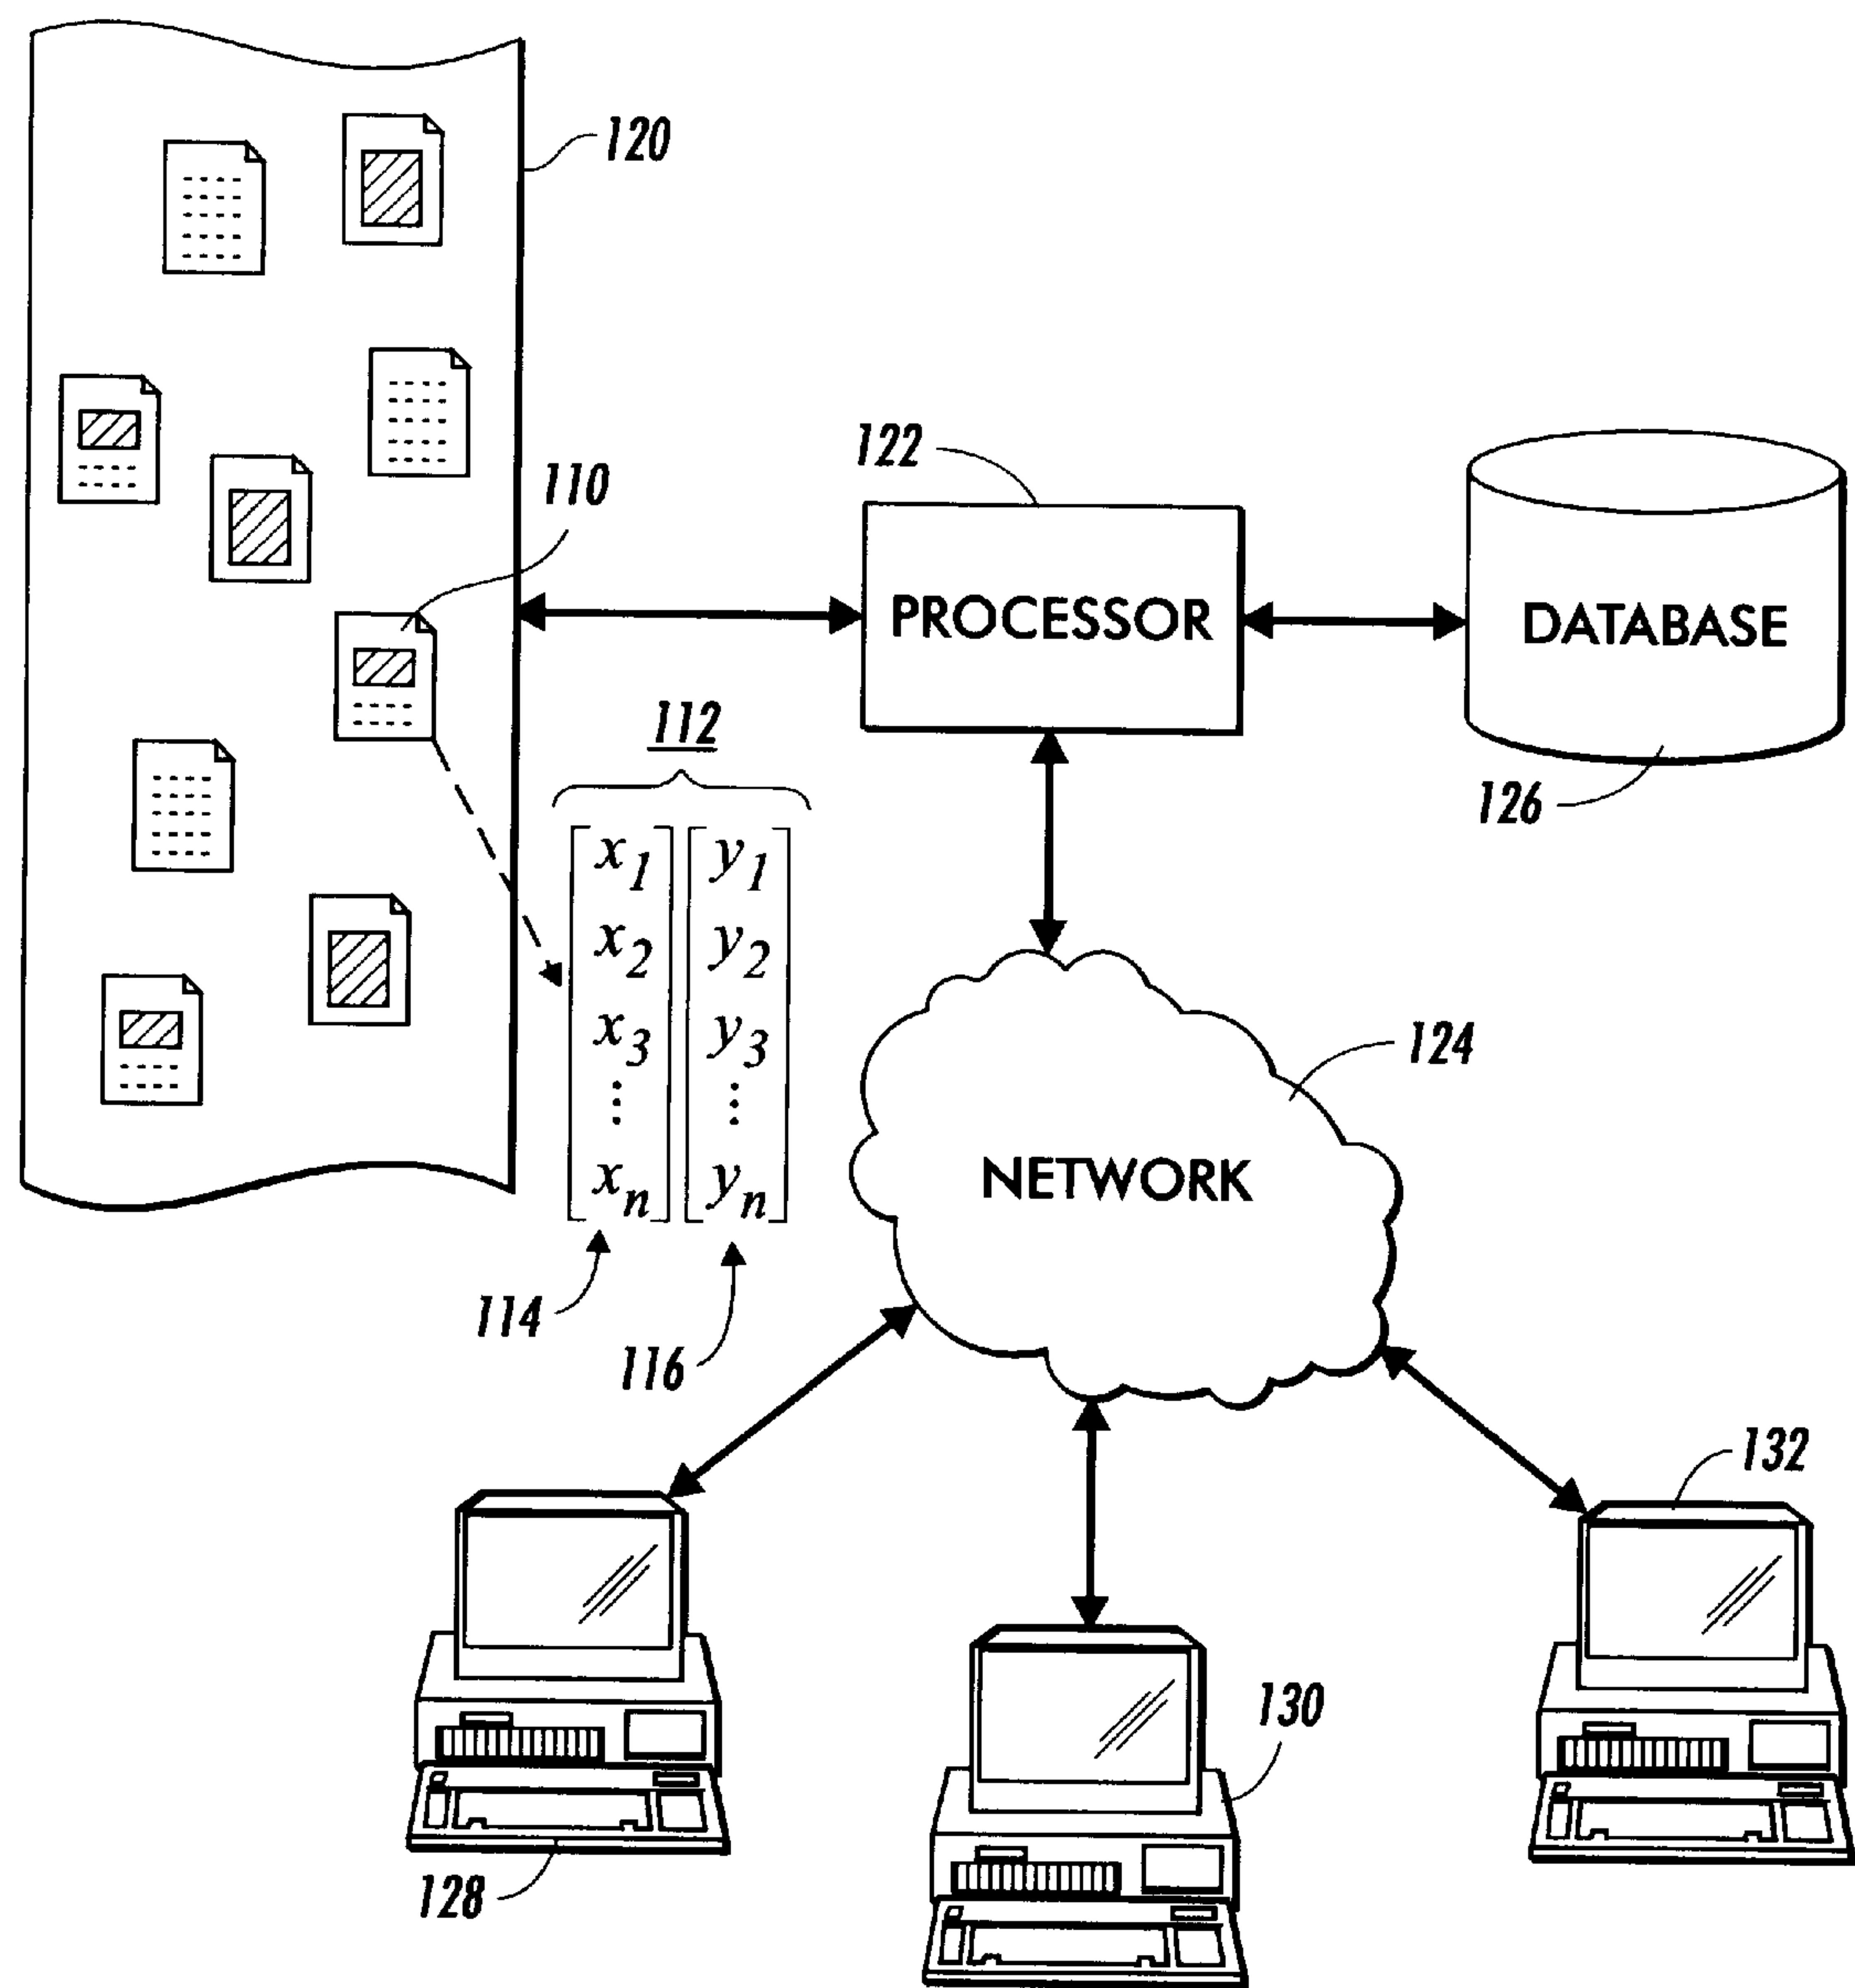 120
122
110
PROCESSOR
DATABASE
112
126
x1 y1
x2 y2
x3 y3
⋮ ⋮
xn yn
124
NETWORK
114
116
132
130
128